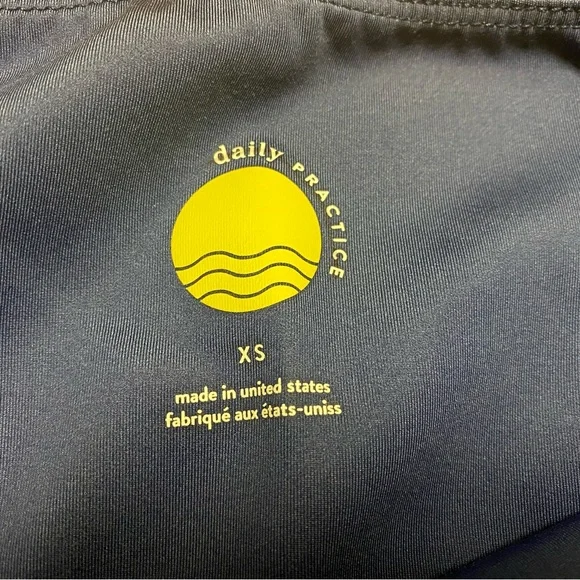 daily PRACTICE
XS
made in united states
fabriqué aux états-uniss